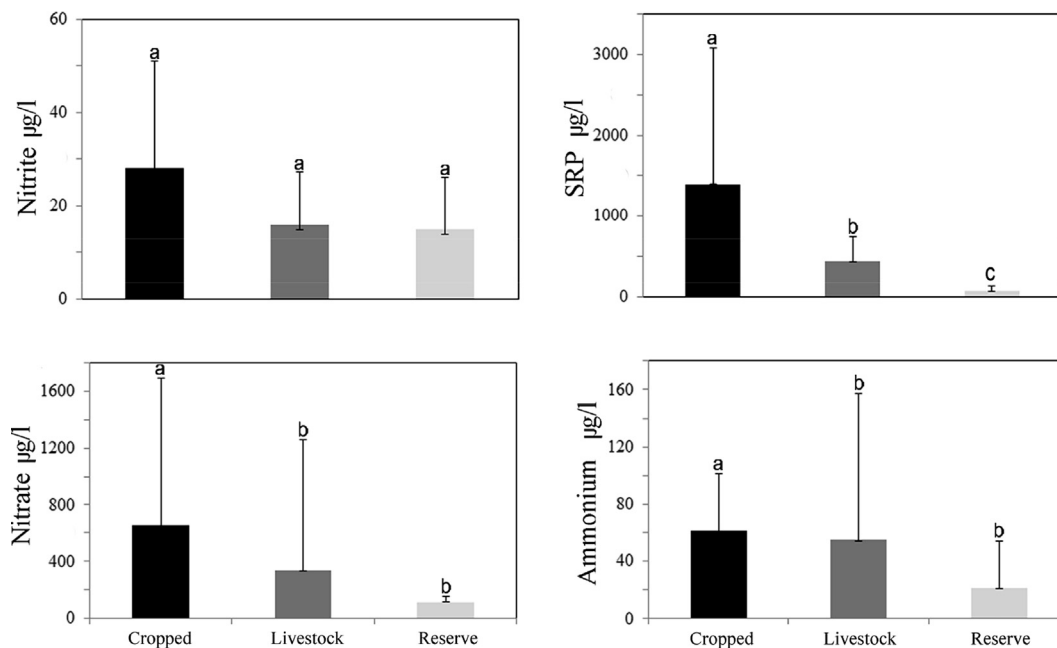 Nitrite µg/l
60
40
20
0
a
a
a
SRP µg/l
3000
2000
1000
0
a
b
c
Nitrate µg/l
1600
1200
800
400
0
a
b
b
Cropped Livestock Reserve
Ammonium µg/l
160
120
80
40
0
a
b
b
Cropped Livestock Reserve